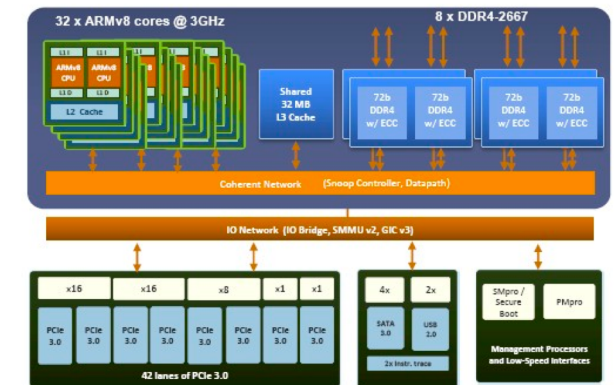 32 x ARMv8 cores @ 3GHz
8 x DDR4-2667
L1 I L1 I
ARMv8 CPU ARMv8 CPU
L1 D L1 D
L2 Cache
Shared
32 MB
L3 Cache
72b 72b 72b 72b
DDR4 DDR4 DDR4 DDR4
w/ ECC w/ ECC w/ ECC w/ ECC
Coherent Network (Snoop Controller, Datapath)
IO Network (IO Bridge, SMMU v2, GIC v3)
x16 x16 x8 x1 x1
PCIe PCIe PCIe PCIe PCIe PCIe PCIe PCIe
3.0 3.0 3.0 3.0 3.0 3.0 3.0 3.0
42 lanes of PCIe 3.0
4x 2x
SATA USB
3.0 2.0
2x Instr. trace
SMpro /
Secure
Boot
PMpro
Management Processors
and Low-Speed Interfaces